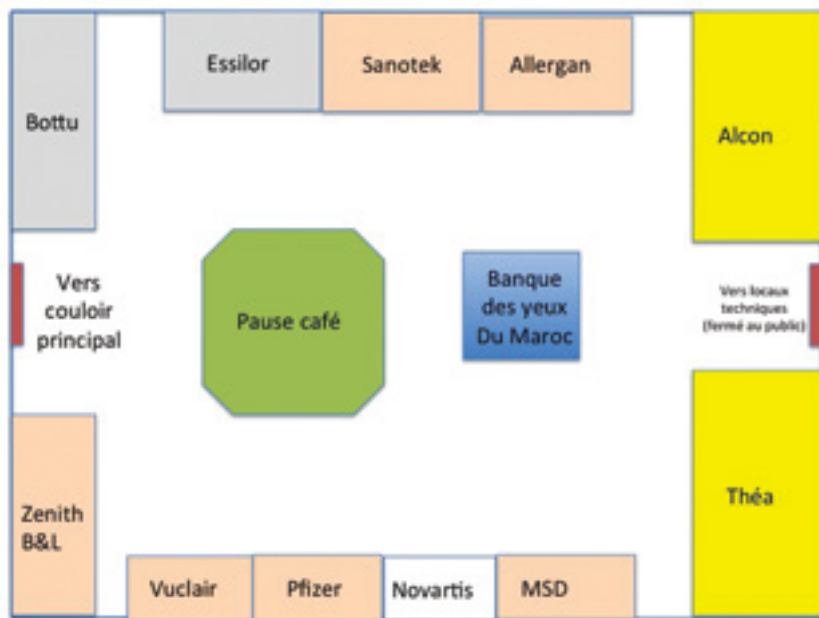 Essilor
Sanotek
Allergan
Bottu
Alcon
Vers
couloir
principal
Pause café
Banque
des yeux
Du Maroc
Vers locaux
techniques
(fermé au public)
Zenith
B&L
Théa
Vuclair
Pfizer
Novartis
MSD